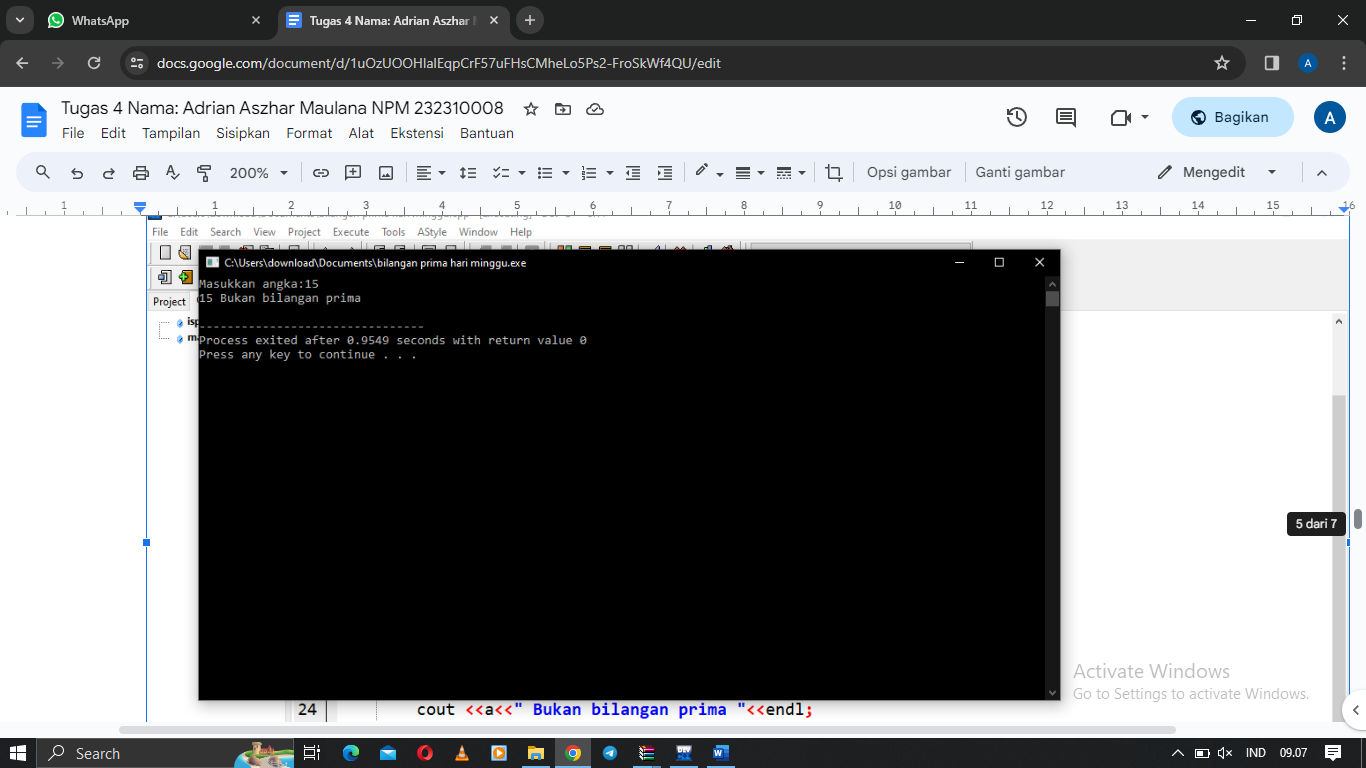 WhatsApp
Tugas 4 Nama: Adrian Aszhar
docs.google.com/document/d/1uOzUOOHlaIEqpCrF57uFHsCMheLo5Ps2-FroSkWf4QU/edit
A
Tugas 4 Nama: Adrian Aszhar Maulana NPM 232310008
File Edit Tampilan Sisipkan Format Alat Ekstensi Bantuan
Bagikan
A
200%
Opsi gambar
Ganti gambar
Mengedit
1 1 2 3 4 5 6 7 8 9 10 11 12 13 14 15 16
File Edit Search View Project Execute Tools AStyle Window Help
C:\Users\download\Documents\bilangan prima hari minggu.exe
Masukkan angka:15
15 Bukan bilangan prima
Project
isp
--------------------------------
Process exited after 0.9549 seconds with return value 0
Press any key to continue . . .
5 dari 7
Activate Windows
Go to Settings to activate Windows.
24 cout <<a<<" Bukan bilangan prima "<<endl;
Search
IND
09.07